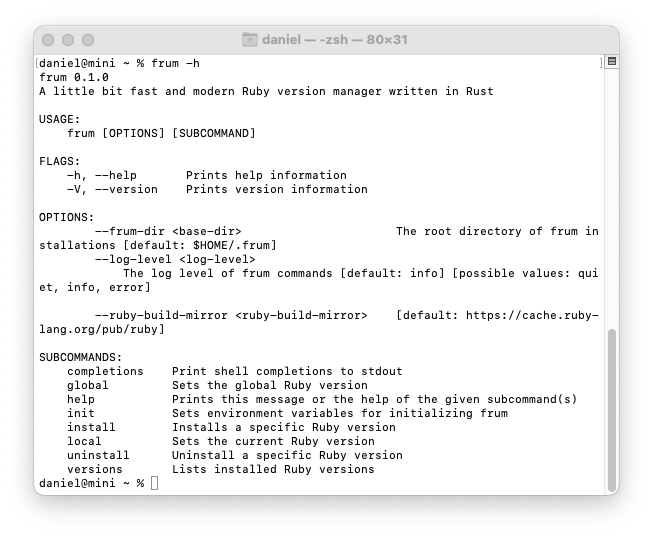 daniel — -zsh — 80×31
[daniel@mini ~ % frum -h ]
frum 0.1.0
A little bit fast and modern Ruby version manager written in Rust

USAGE:
    frum [OPTIONS] [SUBCOMMAND]

FLAGS:
    -h, --help       Prints help information
    -V, --version    Prints version information

OPTIONS:
        --frum-dir <base-dir>                      The root directory of frum in
stallations [default: $HOME/.frum]
        --log-level <log-level>
            The log level of frum commands [default: info] [possible values: qui
et, info, error]

        --ruby-build-mirror <ruby-build-mirror>    [default: https://cache.ruby-
lang.org/pub/ruby]

SUBCOMMANDS:
    completions    Print shell completions to stdout
    global         Sets the global Ruby version
    help           Prints this message or the help of the given subcommand(s)
    init           Sets environment variables for initializing frum
    install        Installs a specific Ruby version
    local          Sets the current Ruby version
    uninstall      Uninstall a specific Ruby version
    versions       Lists installed Ruby versions
daniel@mini ~ %